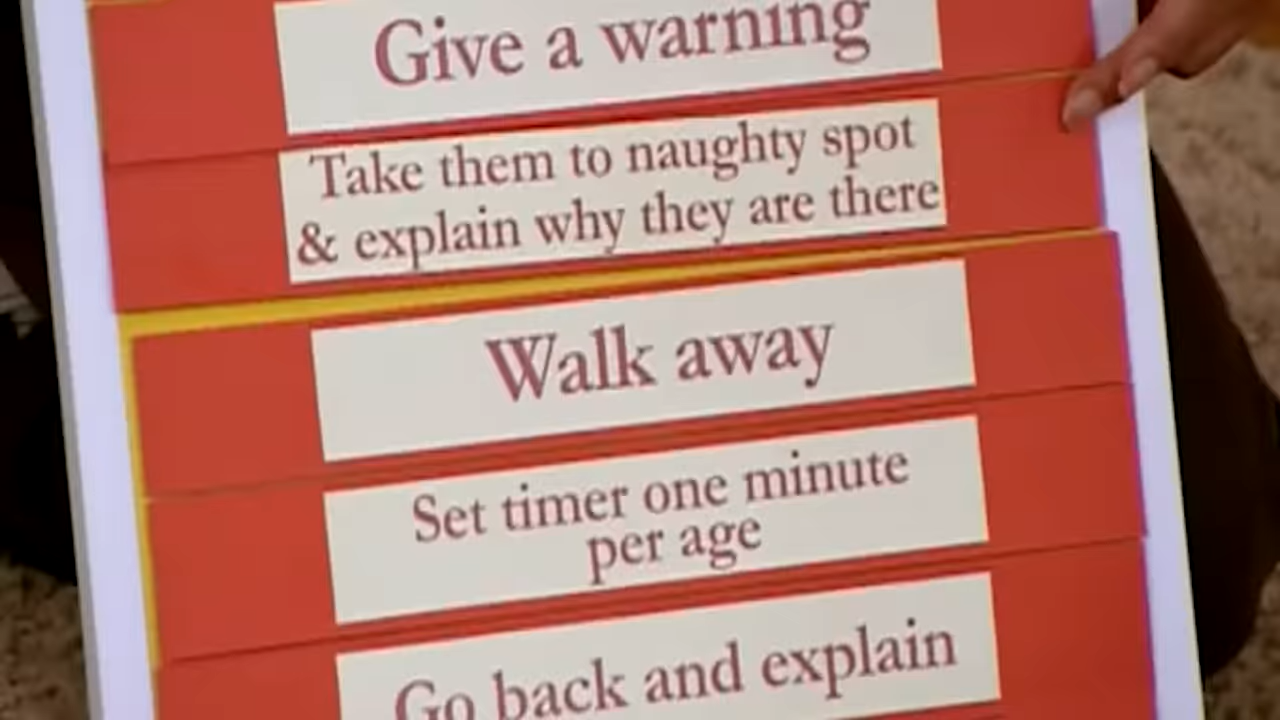 Give a warning
Take them to naughty spot
& explain why they are there
Walk away
Set timer one minute
per age
Go back and explain